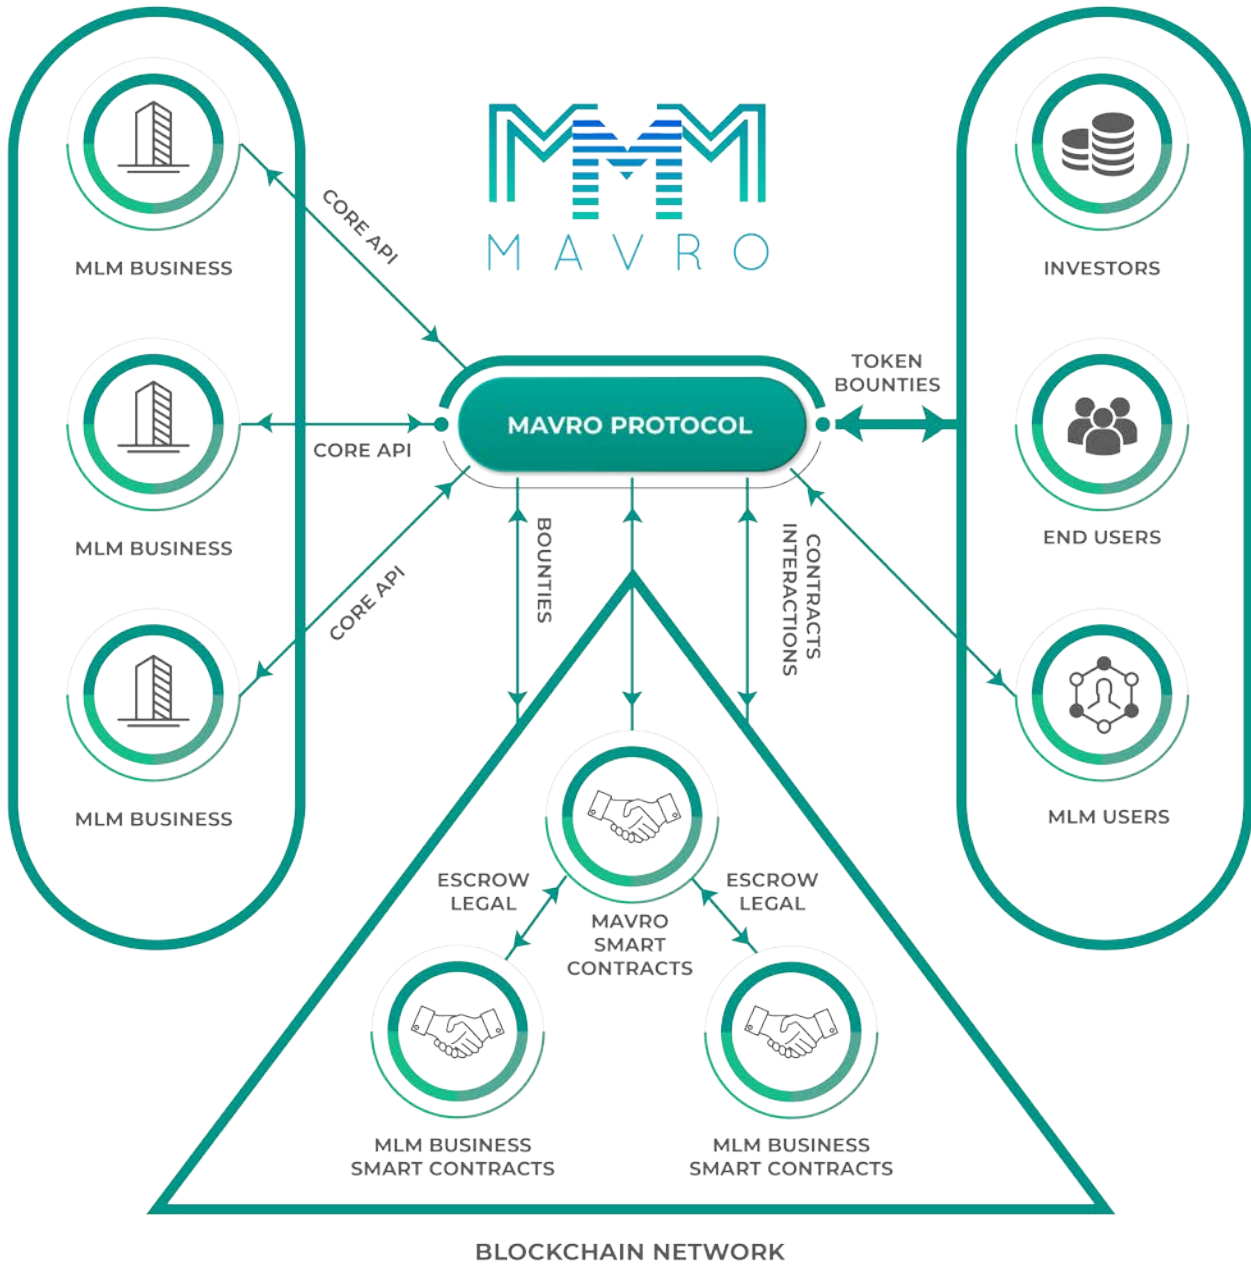 MMM
MAVRO
MLM BUSINESS
MLM BUSINESS
MLM BUSINESS
CORE API
CORE API
CORE API
MAVRO PROTOCOL
TOKEN
BOUNTIES
INVESTORS
END USERS
MLM USERS
BOUNTIES
CONTRACTS
INTERACTIONS
ESCROW
LEGAL
ESCROW
LEGAL
MAVRO
SMART
CONTRACTS
MLM BUSINESS
SMART CONTRACTS
MLM BUSINESS
SMART CONTRACTS
BLOCKCHAIN NETWORK